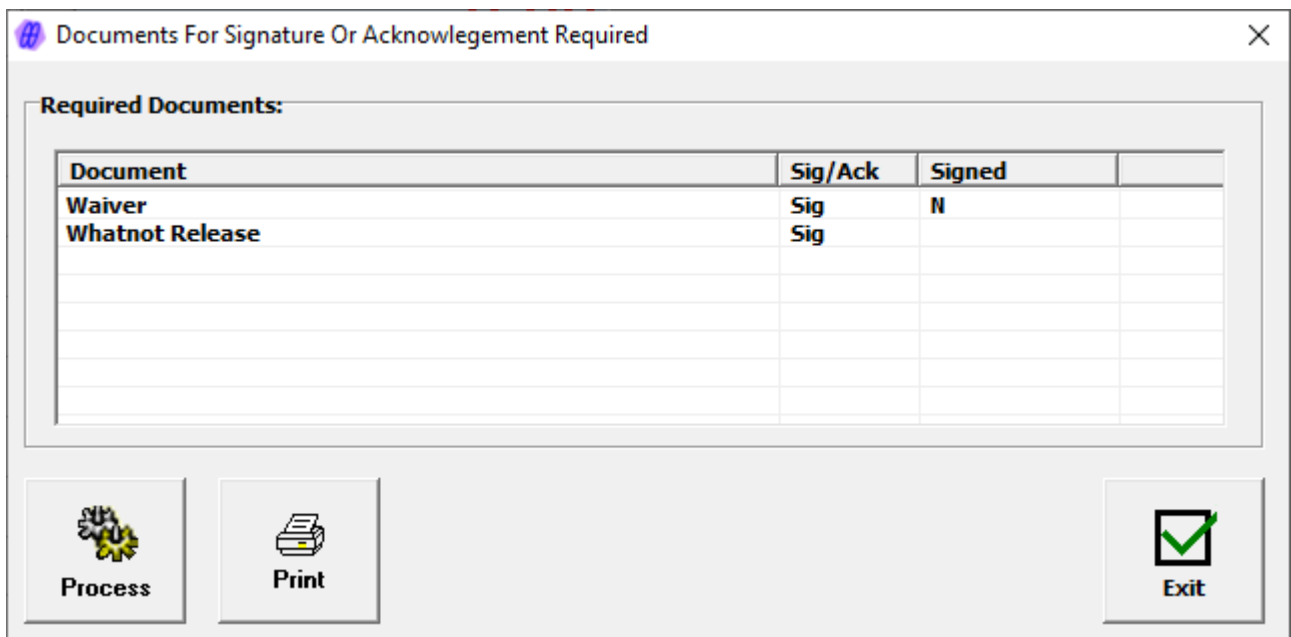 Documents For Signature Or Acknowlegement Required
Required Documents:
Document Sig/Ack Signed
Waiver Sig N
Whatnot Release Sig
Process Print Exit